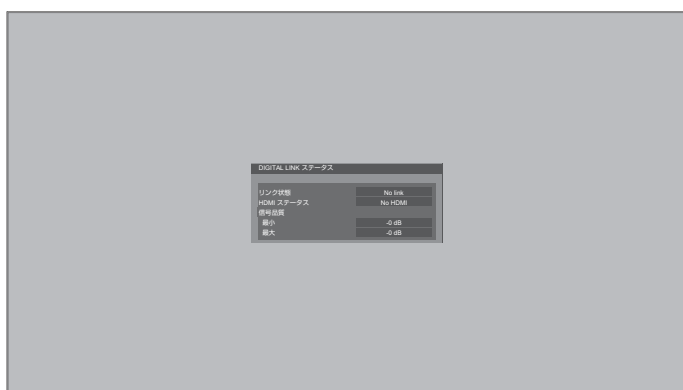 DIGITAL LINK ステータス
リンク状態 No link
HDMI ステータス No HDMI
信号品質
最小 -0 dB
最大 -0 dB